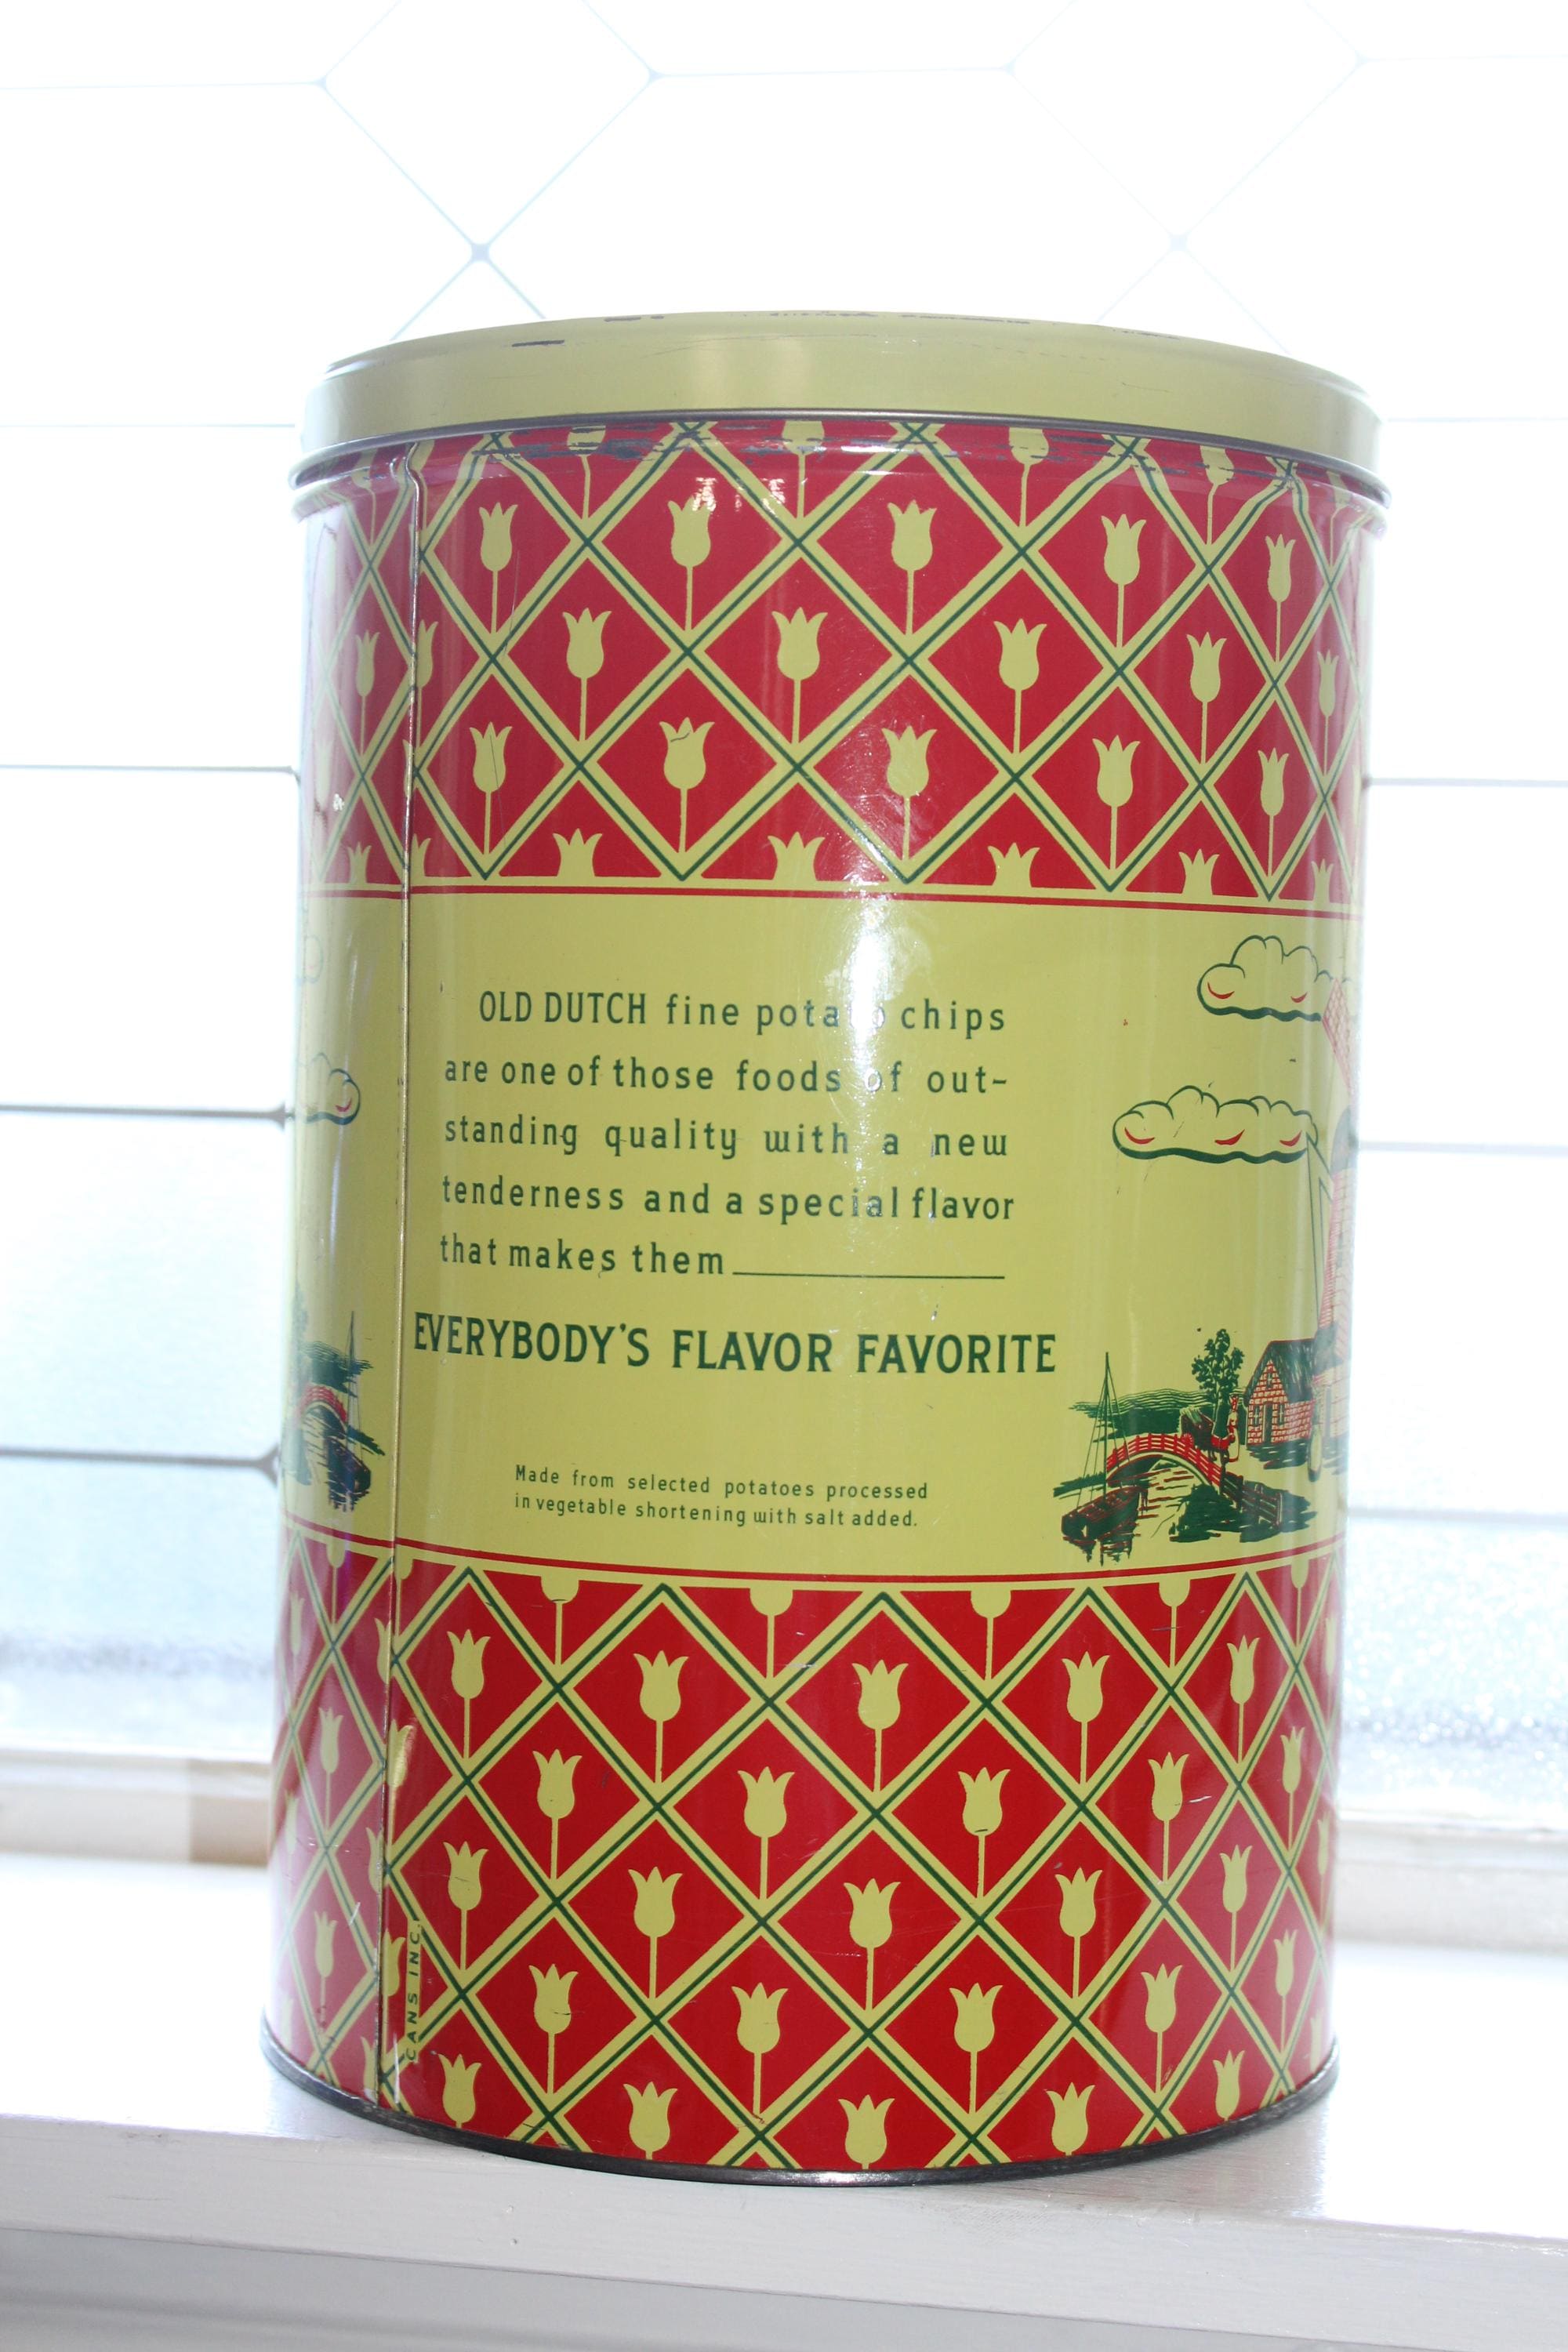 OLD DUTCH fine potato chips
are one of those foods of out-
standing quality with a new
tenderness and a special flavor
that makes them
EVERYBODY'S FLAVOR FAVORITE
Made from selected potatoes processed
in vegetable shortening with salt added.
CANS INC.